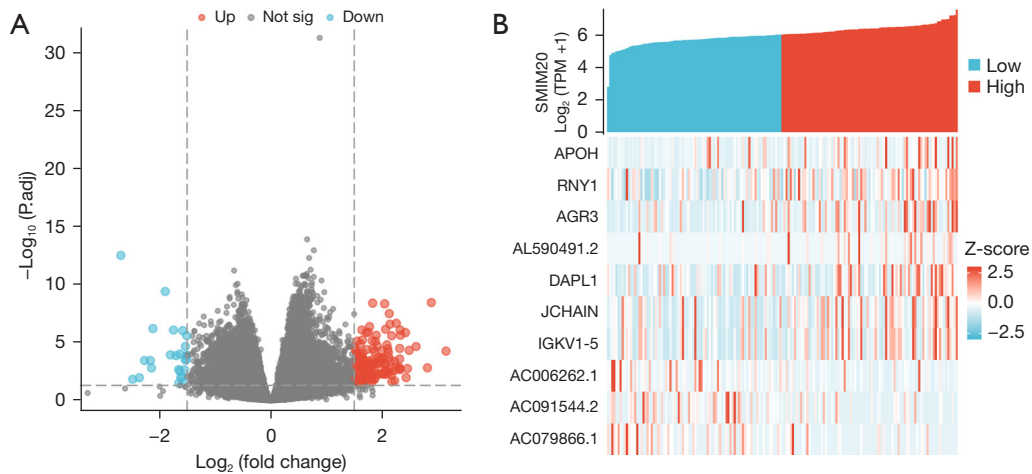 A
Up Not sig Down
30
25
20
15
10
5
0
−Log₁₀ (P.adj)
−2 0 2
Log₂ (fold change)
B
SMIM20
Log₂ (TPM +1)
6
4
2
0
Low
High
APOH
RNY1
AGR3
AL590491.2
DAPL1
JCHAIN
IGKV1-5
AC006262.1
AC091544.2
AC079866.1
Z-score
2.5
0.0
−2.5